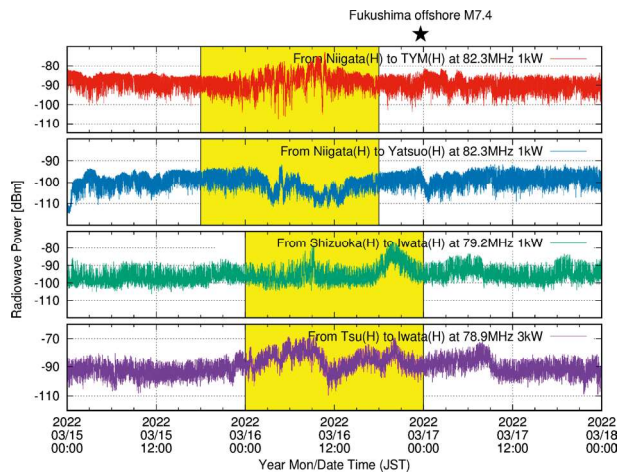 Fukushima offshore M7.4
★
From Niigata(H) to TYM(H) at 82.3MHz 1kW
-80
-90
-100
-110
From Niigata(H) to Yatsuo(H) at 82.3MHz 1kW
-80
-100
-110
From Shizuoka(H) to Iwata(H) at 79.2MHz 1kW
-80
-90
-100
-110
From Tsu(H) to Iwata(H) at 78.9MHz 3kW
-70
-90
-110
Radiowave Power [dBm]
2022 2022 2022 2022 2022 2022 2022
03/15 03/15 03/16 03/16 03/17 03/17 03/18
00:00 12:00 00:00 12:00 00:00 12:00 00:00
Year Mon/Date Time (JST)